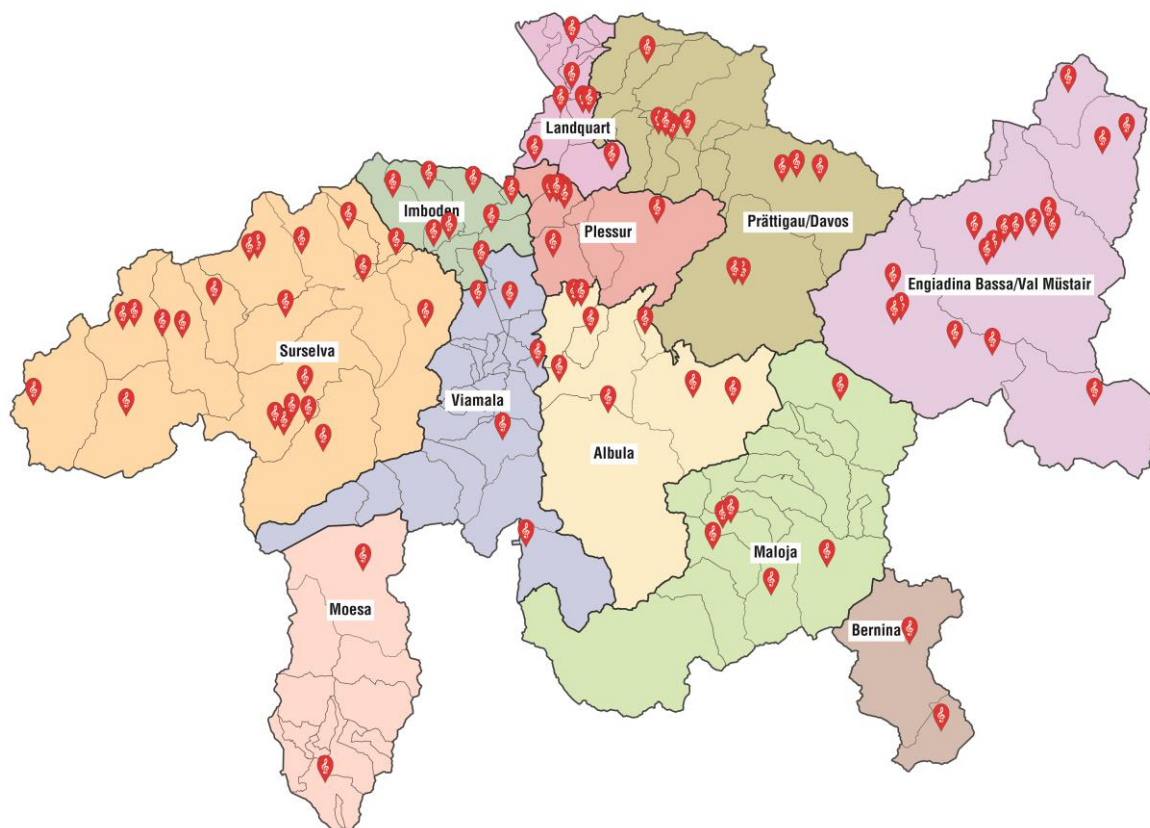 Landquart
Imboden
Plessur
Prättigau/Davos
Engiadina Bassa/Val Müstair
Surselva
Viamala
Albula
Maloja
Moesa
Bernina